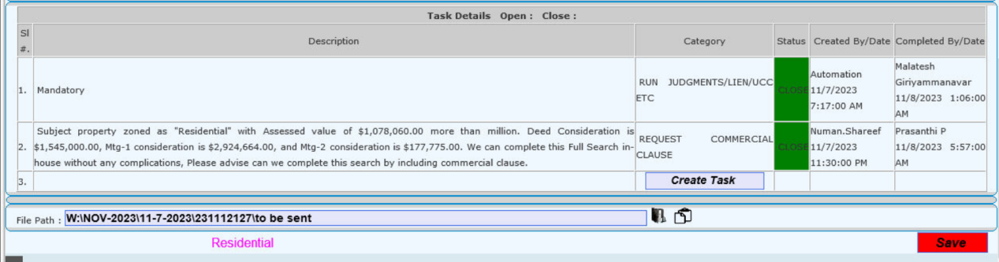 Task Details Open : Close :
Sl #. Description Category Status Created By/Date Completed By/Date
1. Mandatory
RUN JUDGMENTS/LIEN/UCC
ETC
CLOSE
Automation
11/7/2023
7:17:00 AM
Malatesh
Giriyammanavar
11/8/2023 1:06:00
AM
2. Subject property zoned as "Residential" with Assessed value of $1,078,060.00 more than million. Deed Consideration is
$1,545,000.00, Mtg-1 consideration is $2,924,664.00, and Mtg-2 consideration is $177,775.00. We can complete this Full Search in-
house without any complications, Please advise can we complete this search by including commercial clause.
REQUEST COMMERCIAL
CLAUSE
CLOSE
Numan.Shareef
11/7/2023
11:30:00 PM
Prasanthi P
11/8/2023 5:57:00
AM
3. Create Task
File Path : W:\NOV-2023\11-7-2023\231112127\to be sent
Residential Save